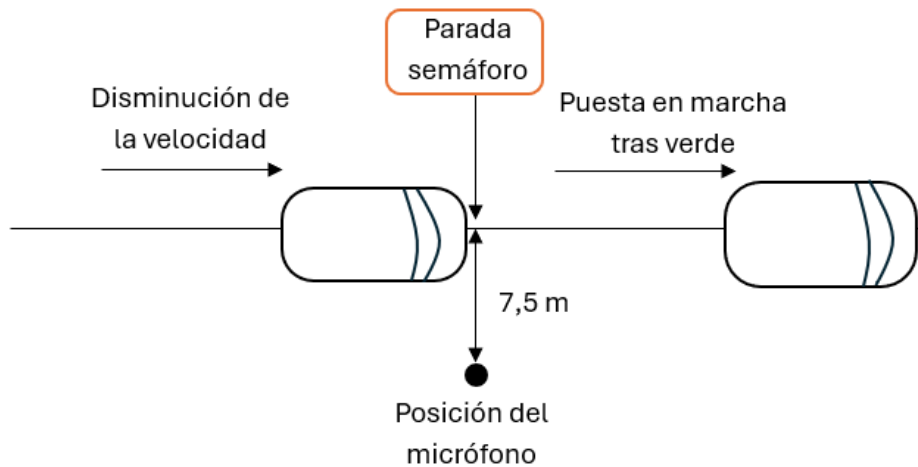 Parada
semáforo
Disminución de
la velocidad
Puesta en marcha
tras verde
7,5 m
Posición del
micrófono